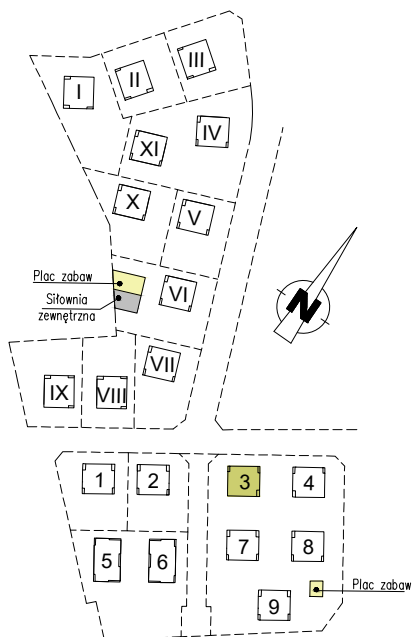 III
II
I
IV
XI
X
V
Plac zabaw
Siłownia
zewnętrzna
VI
VII
IX
VIII
N
1
2
3
4
5
6
7
8
9
Plac zabaw